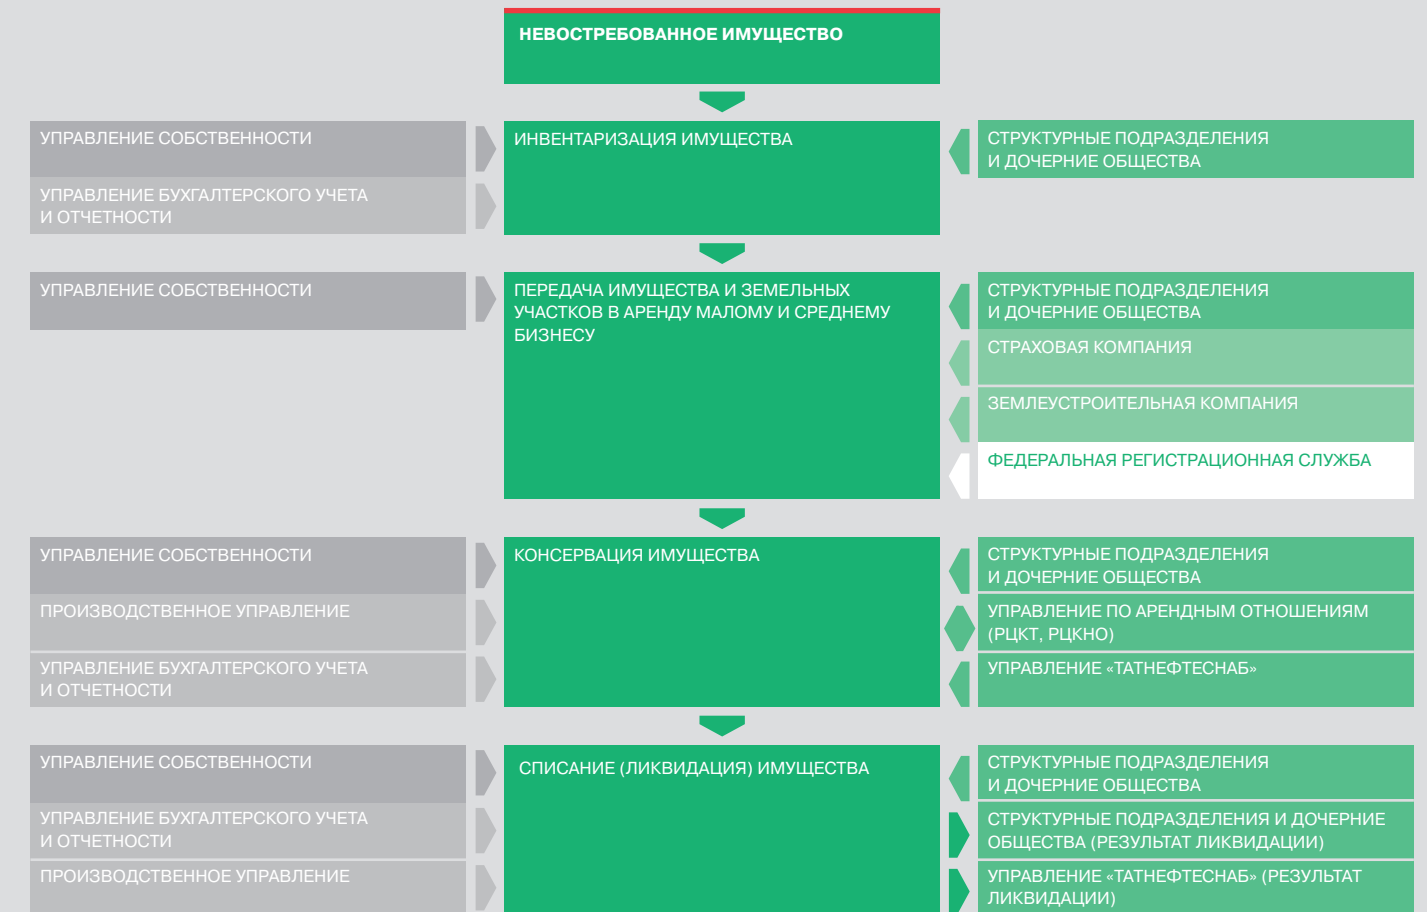 НЕВОСТРЕБОВАННОЕ ИМУЩЕСТВО
УПРАВЛЕНИЕ СОБСТВЕННОСТИ
УПРАВЛЕНИЕ БУХГАЛТЕРСКОГО УЧЕТА
И ОТЧЕТНОСТИ
ИНВЕНТАРИЗАЦИЯ ИМУЩЕСТВА
СТРУКТУРНЫЕ ПОДРАЗДЕЛЕНИЯ
И ДОЧЕРНИЕ ОБЩЕСТВА
УПРАВЛЕНИЕ СОБСТВЕННОСТИ
ПЕРЕДАЧА ИМУЩЕСТВА И ЗЕМЕЛЬНЫХ
УЧАСТКОВ В АРЕНДУ МАЛОМУ И СРЕДНЕМУ
БИЗНЕСУ
СТРУКТУРНЫЕ ПОДРАЗДЕЛЕНИЯ
И ДОЧЕРНИЕ ОБЩЕСТВА
СТРАХОВАЯ КОМПАНИЯ
ЗЕМЛЕУСТРОИТЕЛЬНАЯ КОМПАНИЯ
ФЕДЕРАЛЬНАЯ РЕГИСТРАЦИОННАЯ СЛУЖБА
УПРАВЛЕНИЕ СОБСТВЕННОСТИ
ПРОИЗВОДСТВЕННОЕ УПРАВЛЕНИЕ
УПРАВЛЕНИЕ БУХГАЛТЕРСКОГО УЧЕТА
И ОТЧЕТНОСТИ
КОНСЕРВАЦИЯ ИМУЩЕСТВА
СТРУКТУРНЫЕ ПОДРАЗДЕЛЕНИЯ
И ДОЧЕРНИЕ ОБЩЕСТВА
УПРАВЛЕНИЕ ПО АРЕНДНЫМ ОТНОШЕНИЯМ
(РЦКТ, РЦКНО)
УПРАВЛЕНИЕ «ТАТНЕФТЕСНАБ»
УПРАВЛЕНИЕ СОБСТВЕННОСТИ
УПРАВЛЕНИЕ БУХГАЛТЕРСКОГО УЧЕТА
И ОТЧЕТНОСТИ
ПРОИЗВОДСТВЕННОЕ УПРАВЛЕНИЕ
СПИСАНИЕ (ЛИКВИДАЦИЯ) ИМУЩЕСТВА
СТРУКТУРНЫЕ ПОДРАЗДЕЛЕНИЯ
И ДОЧЕРНИЕ ОБЩЕСТВА
СТРУКТУРНЫЕ ПОДРАЗДЕЛЕНИЯ И ДОЧЕРНИЕ
ОБЩЕСТВА (РЕЗУЛЬТАТ ЛИКВИДАЦИИ)
УПРАВЛЕНИЕ «ТАТНЕФТЕСНАБ» (РЕЗУЛЬТАТ
ЛИКВИДАЦИИ)